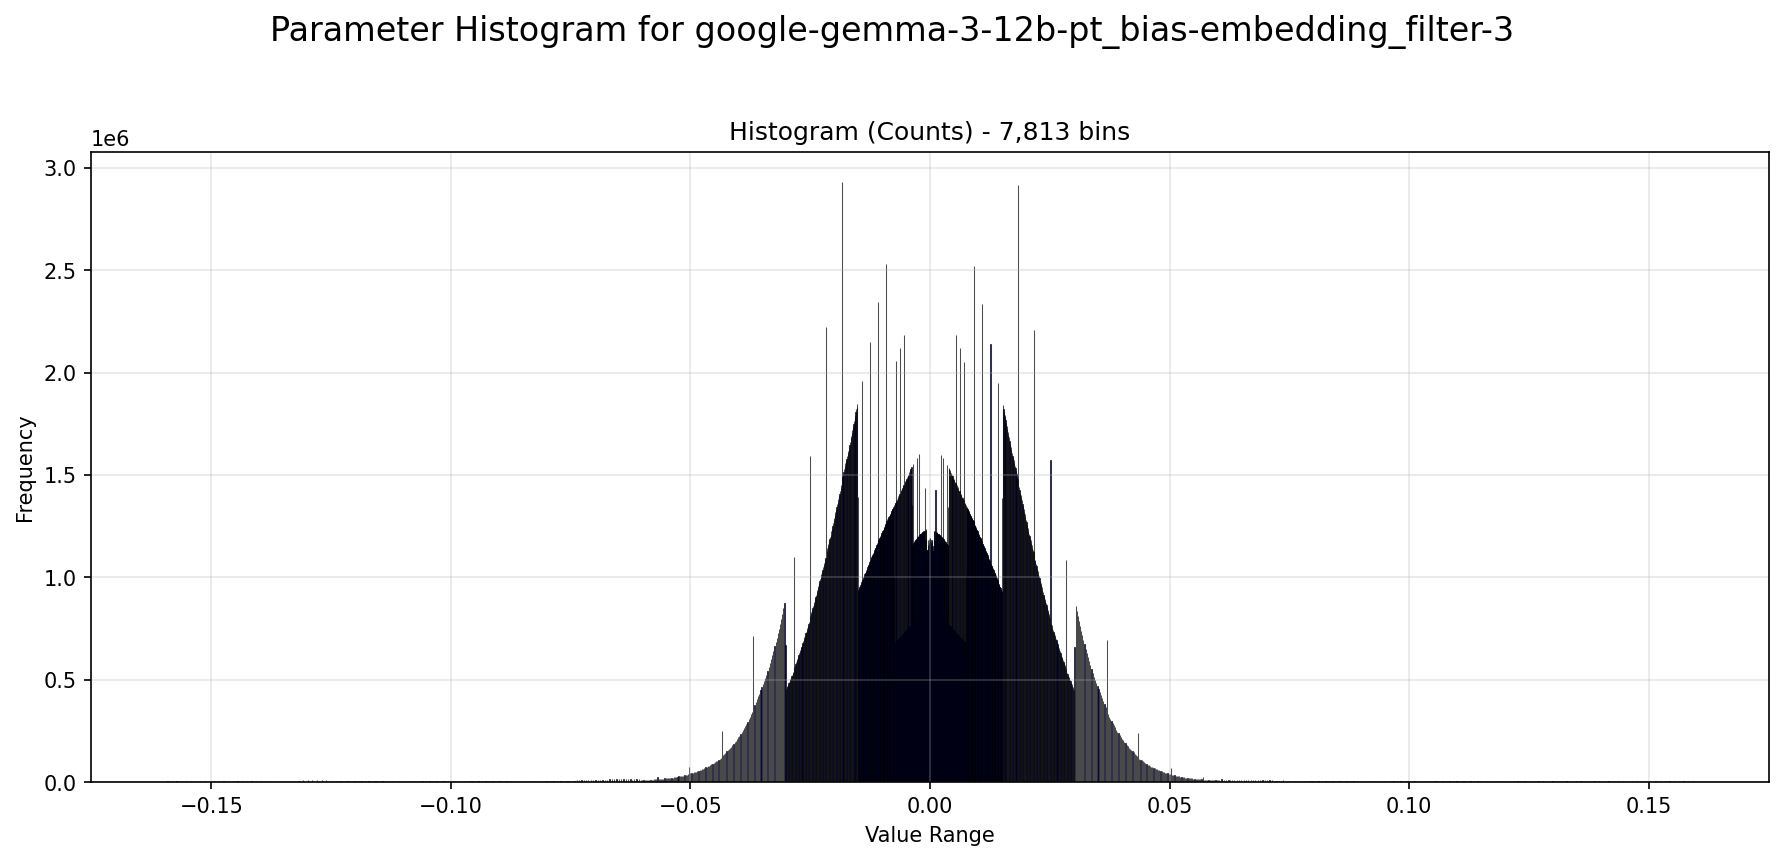 Parameter Histogram for google-gemma-3-12b-pt_bias-embedding_filter-3
Histogram (Counts) - 7,813 bins
1e6
3.0
2.5
2.0
1.5
1.0
0.5
0.0
Frequency
−0.15 −0.10 −0.05 0.00 0.05 0.10 0.15
Value Range